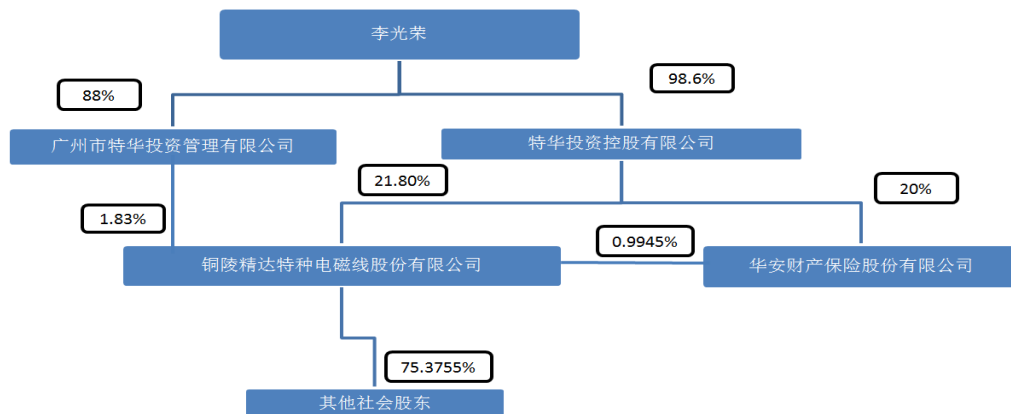 李光荣
88%
98.6%
广州市特华投资管理有限公司
特华投资控股有限公司
21.80%
20%
1.83%
0.9945%
铜陵精达特种电磁线股份有限公司
华安财产保险股份有限公司
75.3755%
其他社会股东